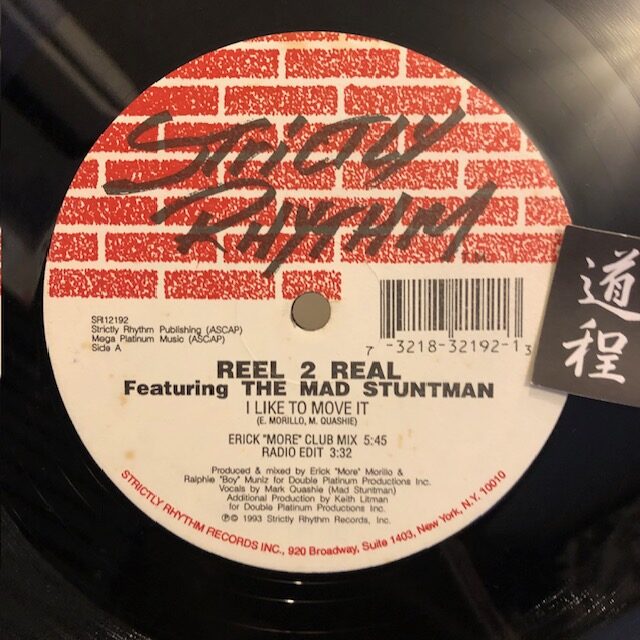 STRICTLY
RHYTHM
TM
SR12192
Strictly Rhythm Publishing (ASCAP)
Mega Platinum Music (ASCAP)
Side A
7 -3218-32192-1 3
道程
REEL 2 REAL
Featuring THE MAD STUNTMAN
I LIKE TO MOVE IT
(E. MORILLO, M. QUASHIE)
ERICK "MORE" CLUB MIX 5:45
RADIO EDIT 3:32
Produced & mixed by Erick "More" Morillo &
Ralphie "Boy" Muniz for Double Platinum Productions Inc.
Vocals by Mark Quashie (Mad Stuntman)
Additional Production by Keith Litman
for Double Platinum Productions Inc.
℗© 1993 Strictly Rhythm Records, Inc.
STRICTLY RHYTHM RECORDS INC., 920 Broadway, Suite 1403, New York, N.Y. 10010